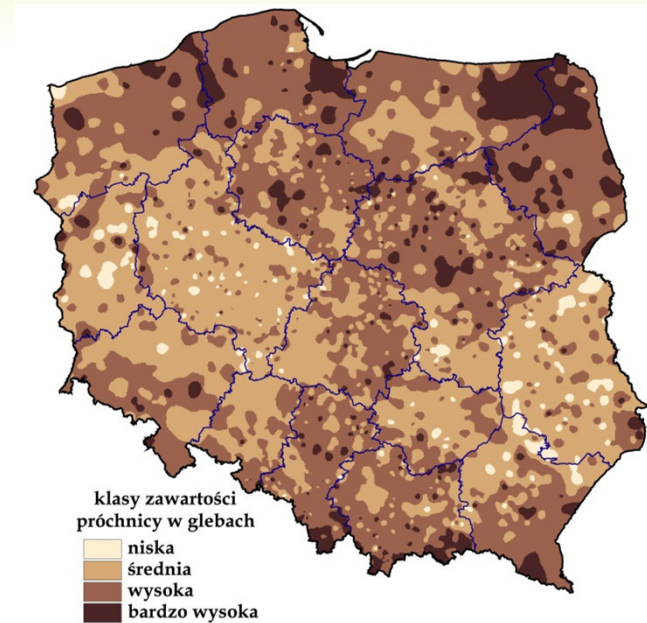 klasy zawartości
próchnicy w glebach
niska
średnia
wysoka
bardzo wysoka